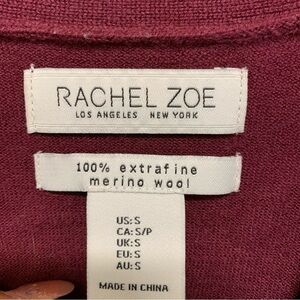 RACHEL ZOE
LOS ANGELES NEW YORK
100% extrafine
merino wool
US:S
CA:S/P
UK:S
EU:S
AU:S
MADE IN CHINA